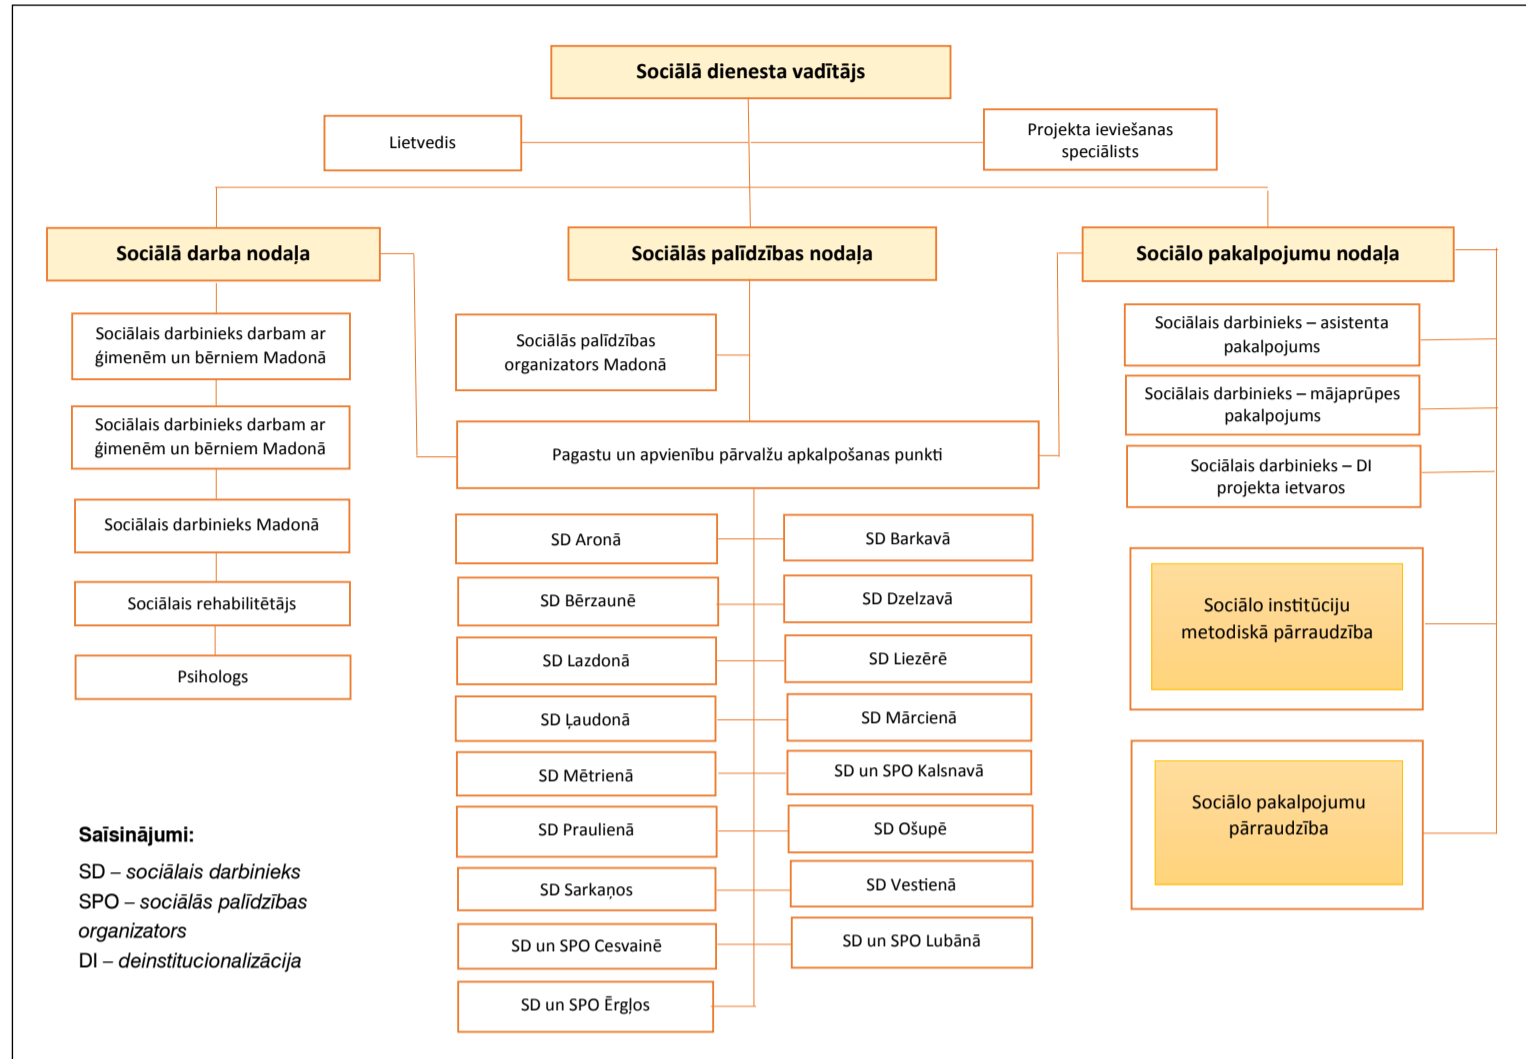 Sociālā dienesta vadītājs
Lietvedis
Projekta ieviešanas
speciālists
Sociālā darba nodaļa
Sociālās palīdzības nodaļa
Sociālo pakalpojumu nodaļa
Sociālais darbinieks darbam ar
ģimenēm un bērniem Madonā
Sociālais darbinieks darbam ar
ģimenēm un bērniem Madonā
Sociālais darbinieks Madonā
Sociālais rehabilitētājs
Psihologs
Sociālās palīdzības
organizators Madonā
Pagastu un apvienību pārvalžu apkalpošanas punkti
SD Aronā
SD Barkavā
SD Bērzaunē
SD Dzelzavā
SD Lazdonā
SD Liezērē
SD Ļaudonā
SD Mārcienā
SD Mētrienā
SD un SPO Kalsnavā
SD Praulienā
SD Ošupē
SD Sarkaņos
SD Vestienā
SD un SPO Cesvainē
SD un SPO Lubānā
SD un SPO Ērgļos
Sociālais darbinieks – asistenta
pakalpojums
Sociālais darbinieks – mājaprūpes
pakalpojums
Sociālais darbinieks – DI
projekta ietvaros
Sociālo institūciju
metodiskā pārraudzība
Sociālo pakalpojumu
pārraudzība
Saīsinājumi:
SD – sociālais darbinieks
SPO – sociālās palīdzības
organizators
DI – deinstitucionalizācija